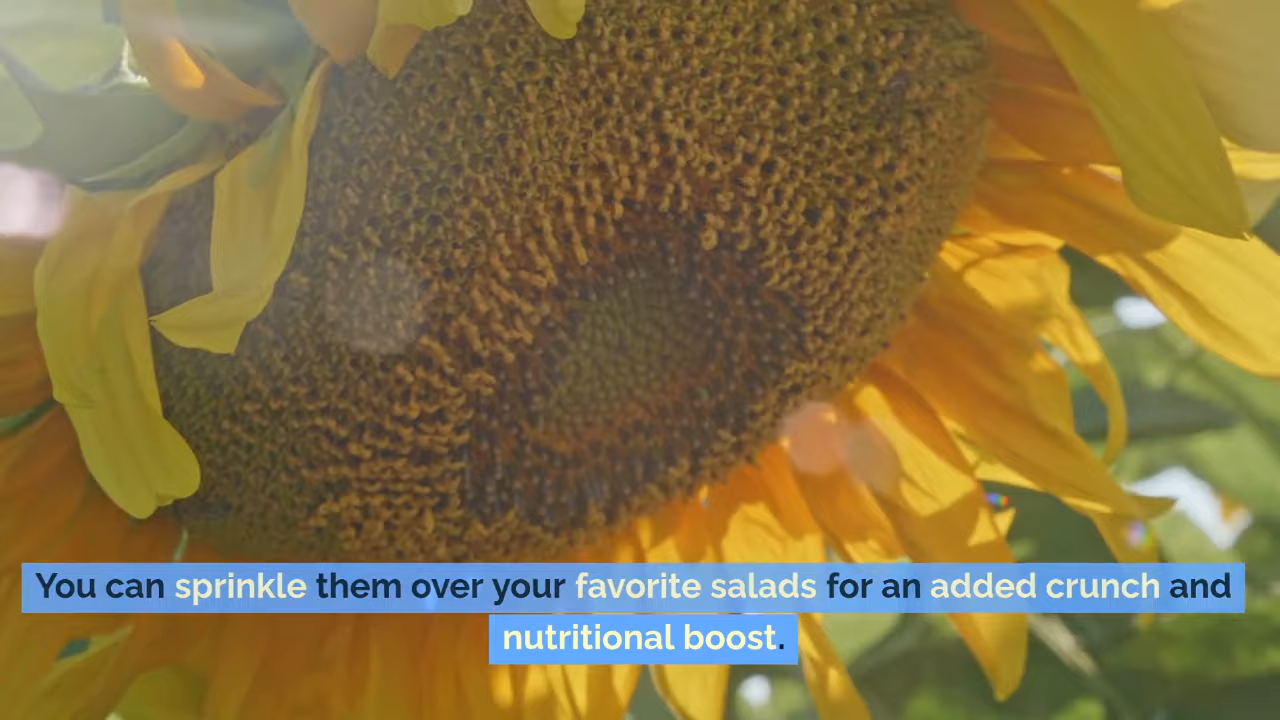 You can sprinkle them over your favorite salads for an added crunch and
nutritional boost.